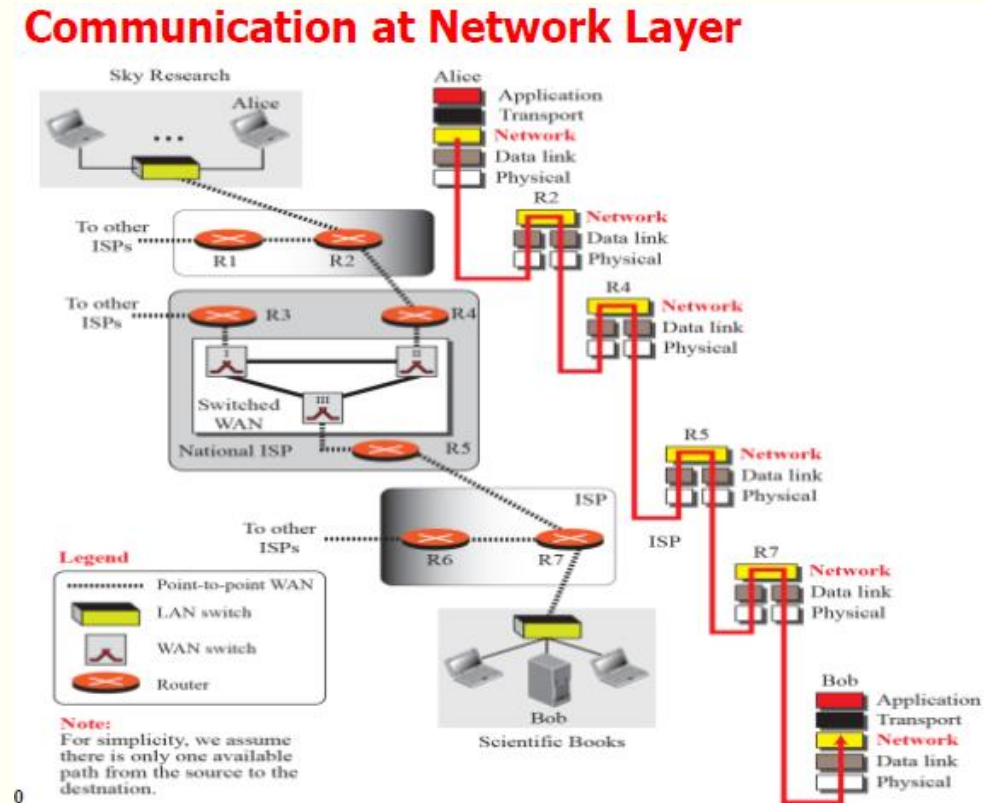 Communication at Network Layer
Sky Research
Alice
Alice
Application
Transport
Network
Data link
Physical
To other
ISPs
R1
R2
R2
Network
Data link
Physical
To other
ISPs
R3
R4
R4
Network
Data link
Physical
I
II
III
Switched
WAN
National ISP
R5
R5
Network
Data link
Physical
ISP
To other
ISPs
R6
R7
ISP
R7
Network
Data link
Physical
Legend
Point-to-point WAN
LAN switch
WAN switch
Router
Bob
Scientific Books
Bob
Application
Transport
Network
Data link
Physical
Note:
For simplicity, we assume
there is only one available
path from the source to the
destnation.
0